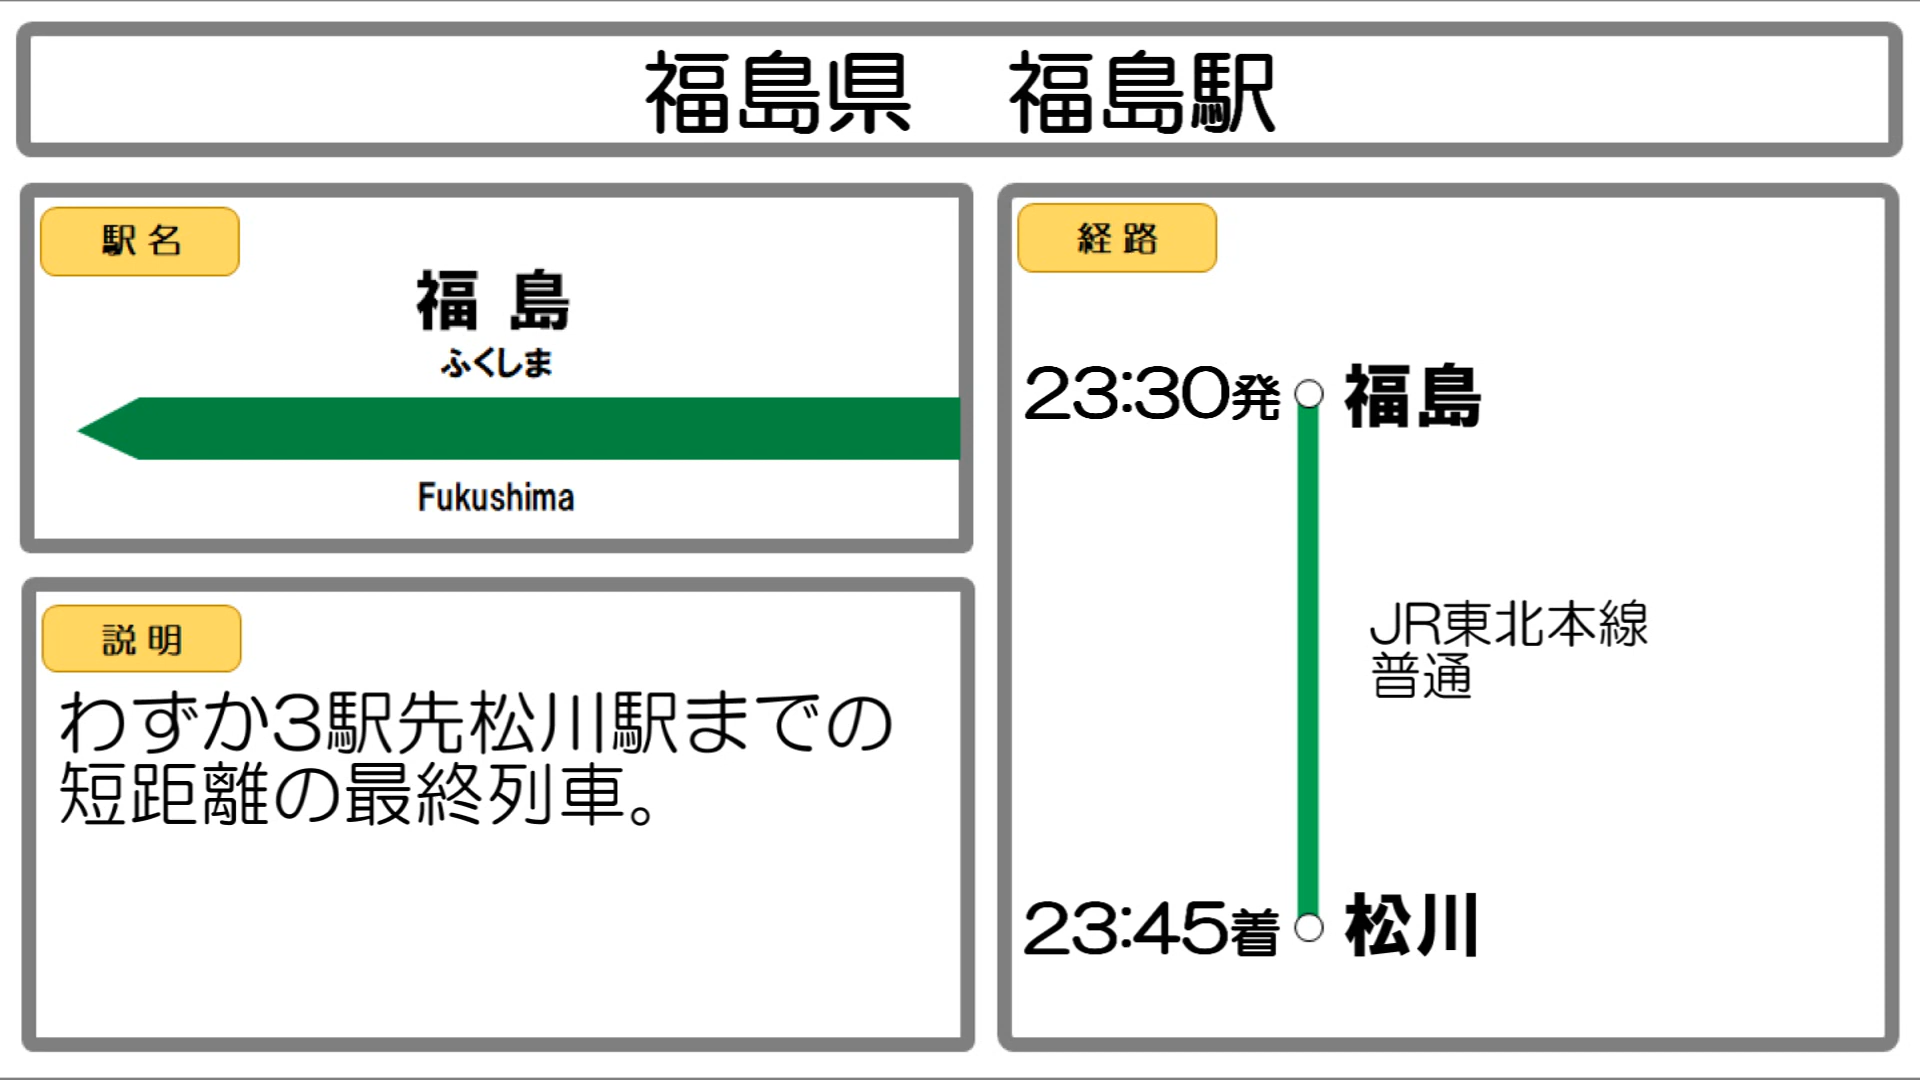 福島県　福島駅
駅名
福島
ふくしま
Fukushima
説明
わずか3駅先松川駅までの
短距離の最終列車。
経路
23:30発 福島
JR東北本線
普通
23:45着 松川